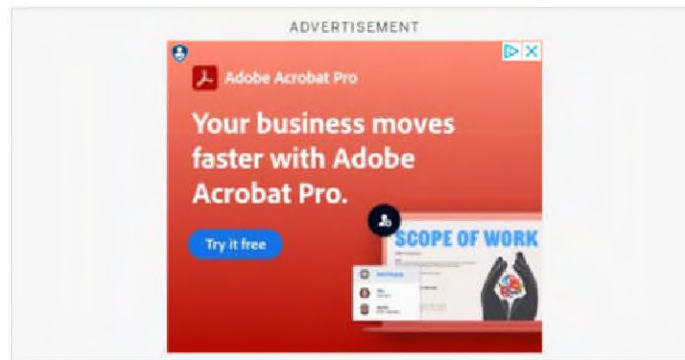 ADVERTISEMENT
Adobe Acrobat Pro
Your business moves
faster with Adobe
Acrobat Pro.
Try it free
SCOPE OF WORK